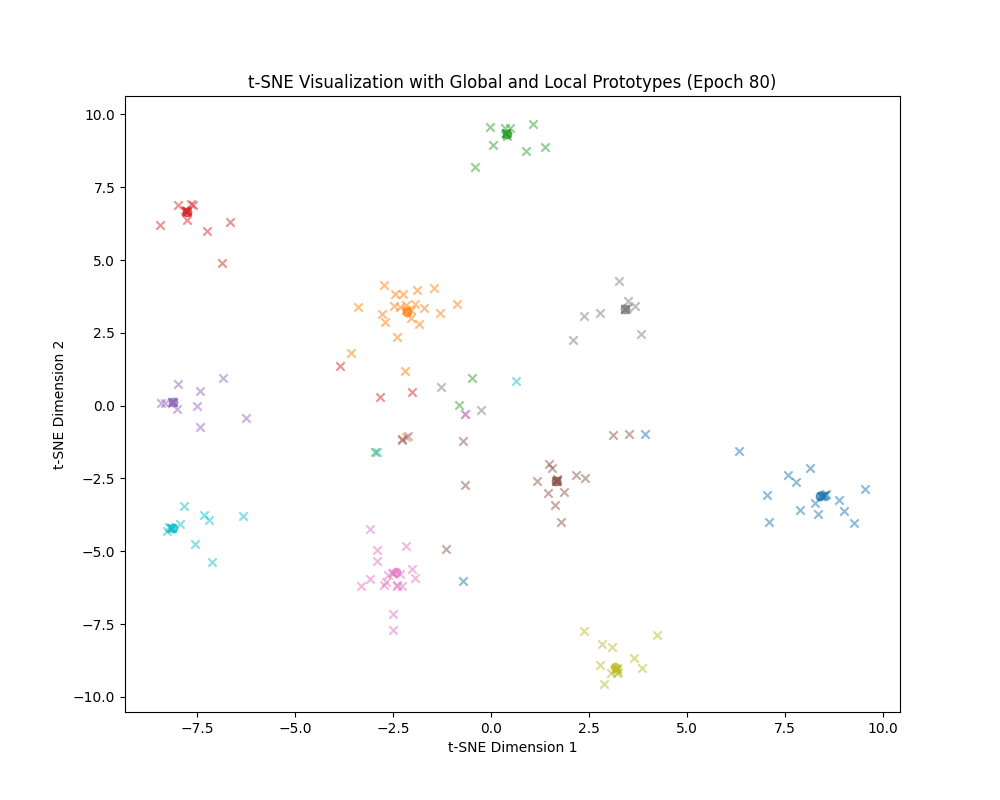 t-SNE Visualization with Global and Local Prototypes (Epoch 80)
10.0
7.5
5.0
2.5
0.0
−2.5
−5.0
−7.5
−10.0
t-SNE Dimension 2
−7.5 −5.0 −2.5 0.0 2.5 5.0 7.5 10.0
t-SNE Dimension 1